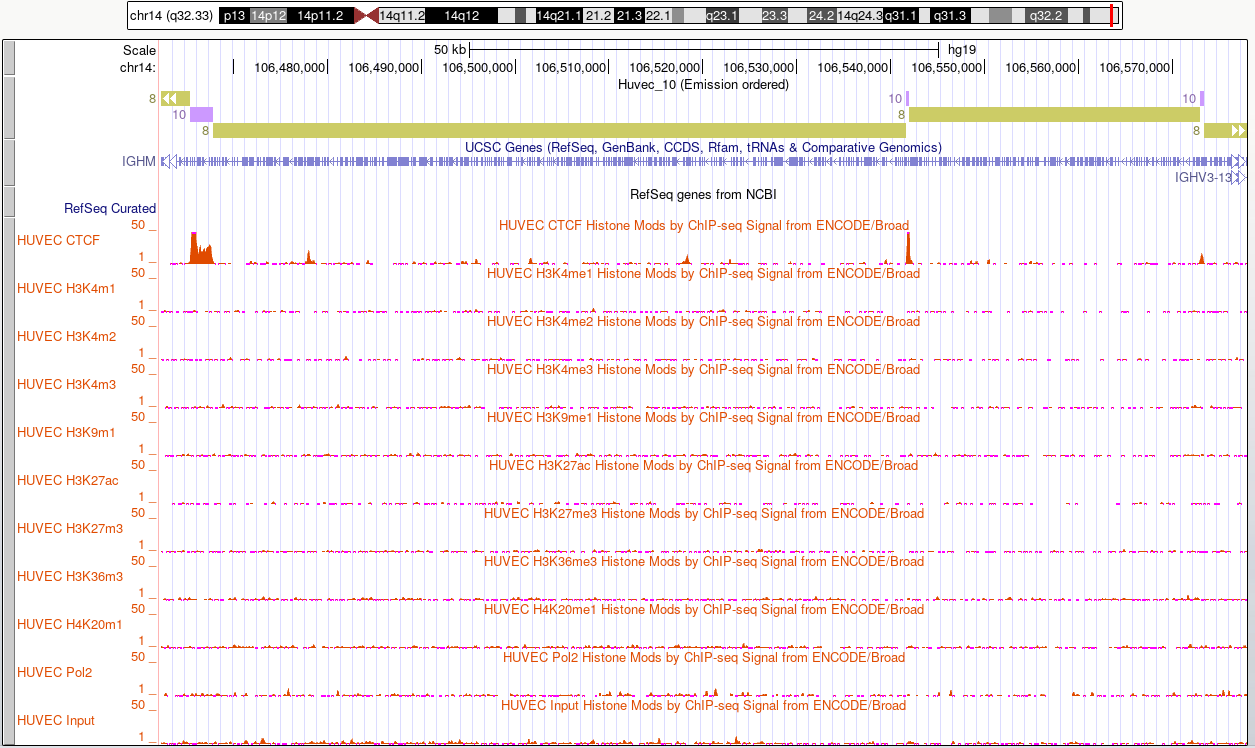 chr14 (q32.33) p13 14p12 14p11.2 14q11.2 14q12 14q21.1 21.2 21.3 22.1 q23.1 23.3 24.2 14q24.3 q31.1 q31.3 q32.2
Scale 50 kb hg19
chr14: 106,480,000 106,490,000 106,500,000 106,510,000 106,520,000 106,530,000 106,540,000 106,550,000 106,560,000 106,570,000
Huvec_10 (Emission ordered)
8 10 10
10 8
8 8
UCSC Genes (RefSeq, GenBank, CCDS, Rfam, tRNAs & Comparative Genomics)
IGHM
IGHV3-13
RefSeq genes from NCBI
RefSeq Curated
50 HUVEC CTCF Histone Mods by ChIP-seq Signal from ENCODE/Broad
HUVEC CTCF
1
50 HUVEC H3K4me1 Histone Mods by ChIP-seq Signal from ENCODE/Broad
HUVEC H3K4m1
1
50 HUVEC H3K4me2 Histone Mods by ChIP-seq Signal from ENCODE/Broad
HUVEC H3K4m2
1
50 HUVEC H3K4me3 Histone Mods by ChIP-seq Signal from ENCODE/Broad
HUVEC H3K4m3
1
50 HUVEC H3K9me1 Histone Mods by ChIP-seq Signal from ENCODE/Broad
HUVEC H3K9m1
1
50 HUVEC H3K27ac Histone Mods by ChIP-seq Signal from ENCODE/Broad
HUVEC H3K27ac
1
50 HUVEC H3K27me3 Histone Mods by ChIP-seq Signal from ENCODE/Broad
HUVEC H3K27m3
1
50 HUVEC H3K36me3 Histone Mods by ChIP-seq Signal from ENCODE/Broad
HUVEC H3K36m3
1
50 HUVEC H4K20me1 Histone Mods by ChIP-seq Signal from ENCODE/Broad
HUVEC H4K20m1
1
50 HUVEC Pol2 Histone Mods by ChIP-seq Signal from ENCODE/Broad
HUVEC Pol2
1
50 HUVEC Input Histone Mods by ChIP-seq Signal from ENCODE/Broad
HUVEC Input
1